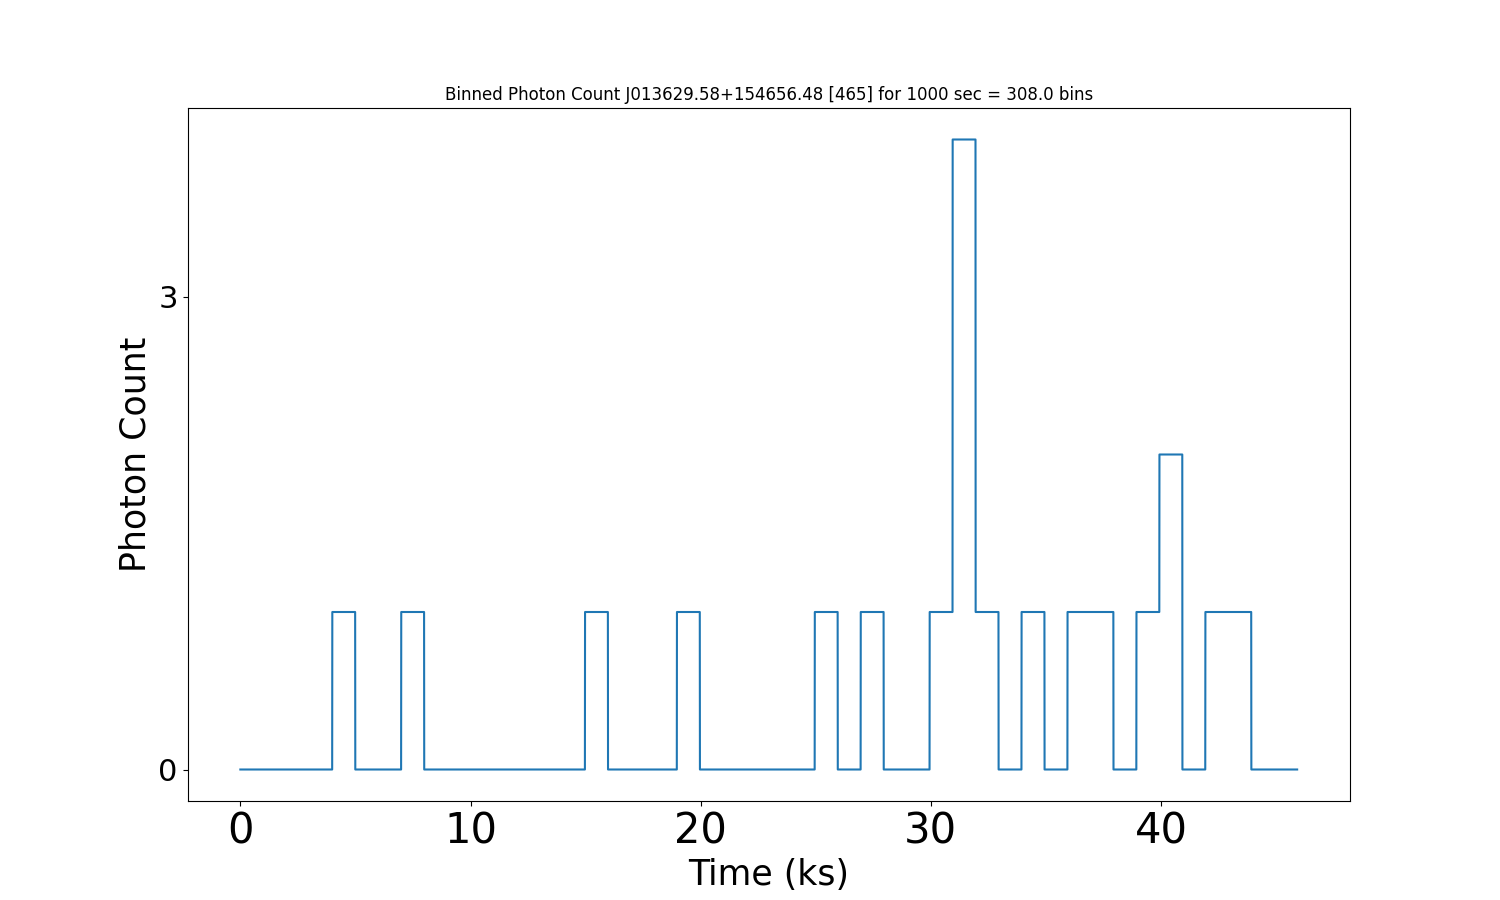 Binned Photon Count J013629.58+154656.48 [465] for 1000 sec = 308.0 bins
3
Photon Count
0
0 10 20 30 40
Time (ks)